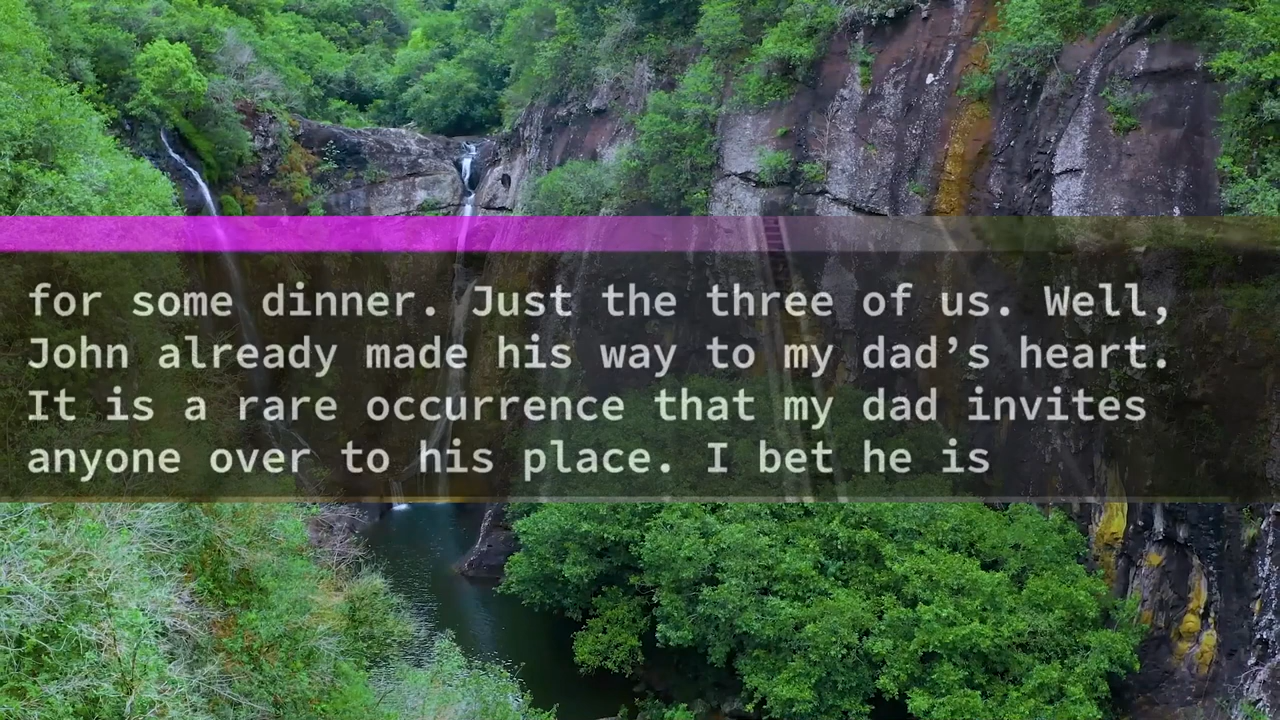 for some dinner. Just the three of us. Well,
John already made his way to my dad’s heart.
It is a rare occurrence that my dad invites
anyone over to his place. I bet he is